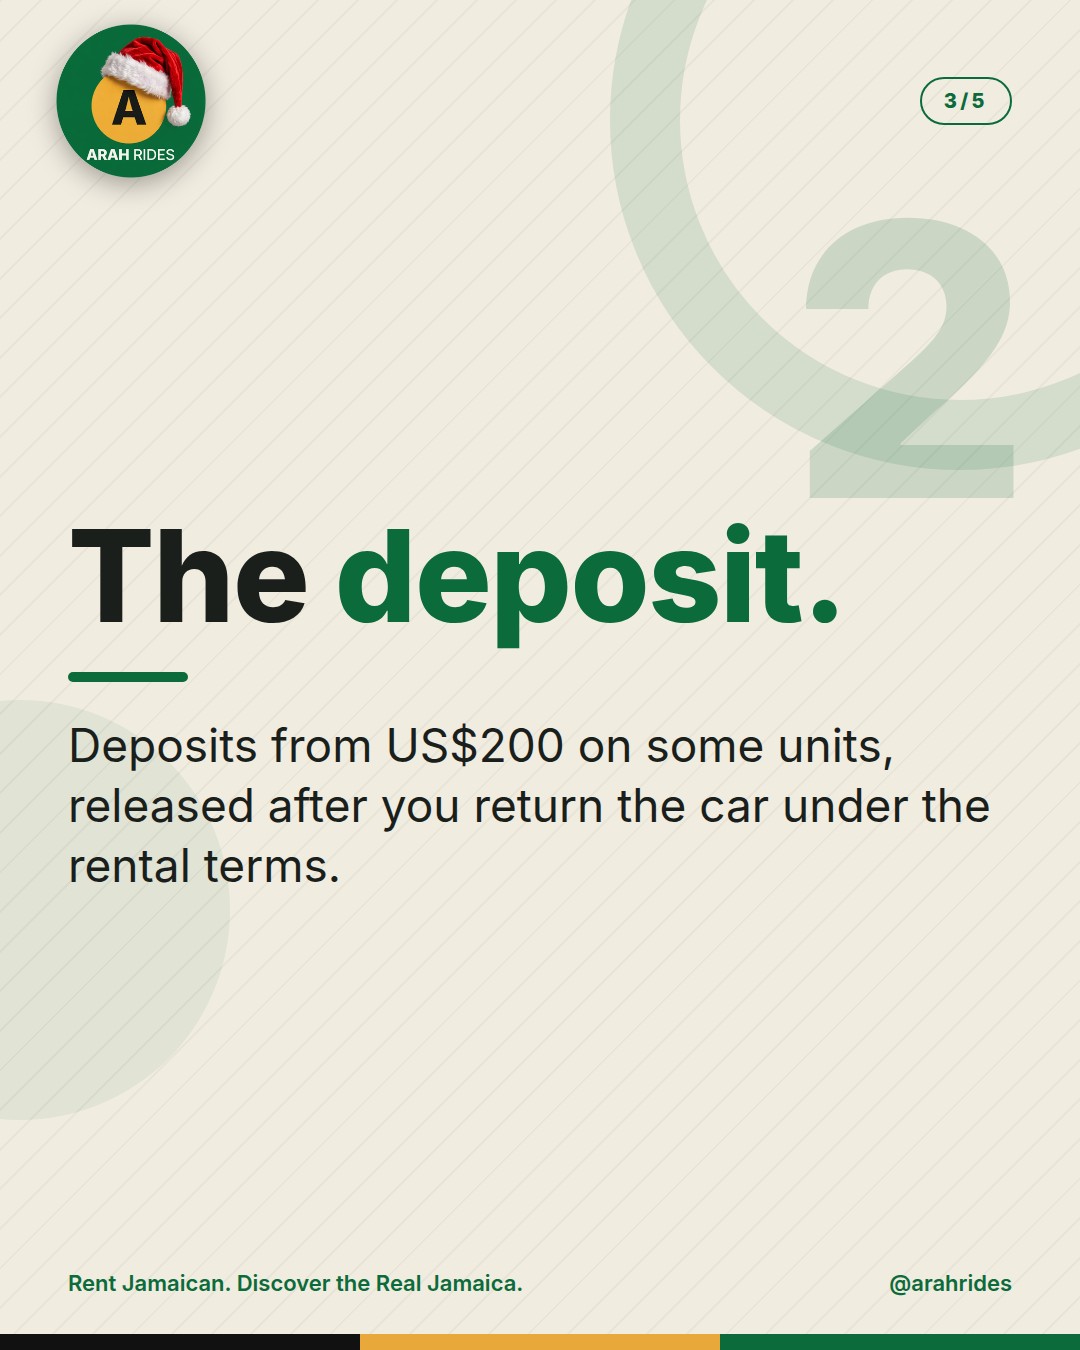 A
ARAH RIDES
3/5
2
The deposit.
Deposits from US$200 on some units,
released after you return the car under the
rental terms.
Rent Jamaican. Discover the Real Jamaica.
@arahrides